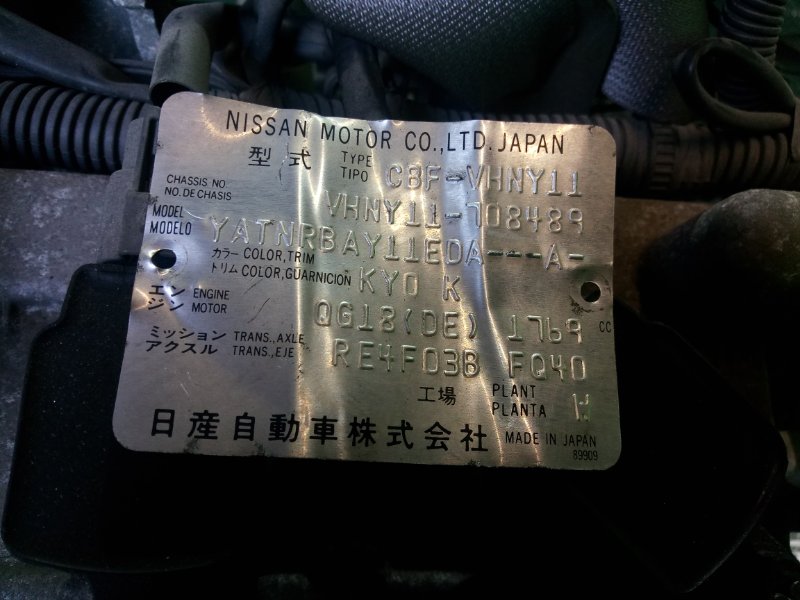 NISSAN MOTOR CO.,LTD. JAPAN
型式 TYPE TIPO CBF-VHNY11
CHASSIS NO. NO. DE CHASIS VHNY11-708489
MODEL MODELO YATNRBAY11EDA---A-
カラー COLOR,TRIM トリム COLOR,GUARNICION KY0 K
エンジン ENGINE MOTOR QG18(DE) 1769 CC
ミッション TRANS.,AXLE アクスル TRANS.,EJE RE4F03B FQ40
工場 PLANT PLANTA W
日産自動車株式会社 MADE IN JAPAN
89909